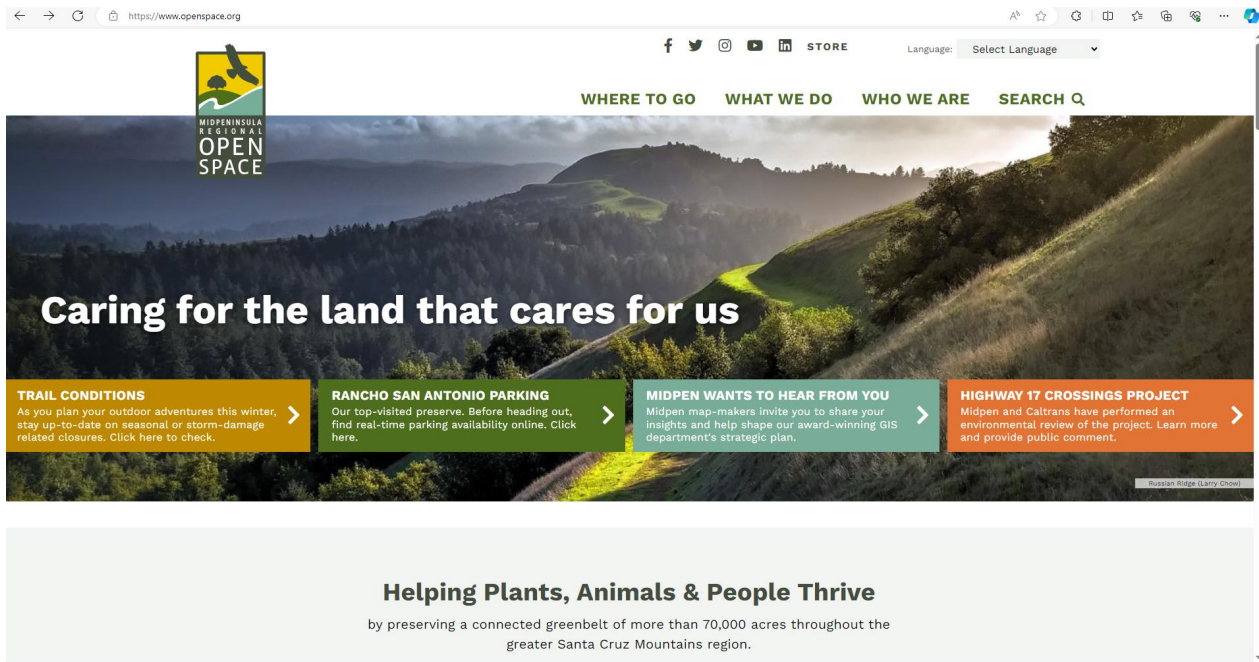 https://www.openspace.org
STORE
Language:
Select Language
MIDPENINSULA
REGIONAL
OPEN
SPACE
WHERE TO GO
WHAT WE DO
WHO WE ARE
SEARCH
Caring for the land that cares for us
TRAIL CONDITIONS
As you plan your outdoor adventures this winter,
stay up-to-date on seasonal or storm-damage
related closures. Click here to check.
RANCHO SAN ANTONIO PARKING
Our top-visited preserve. Before heading out,
find real-time parking availability online. Click
here.
MIDPEN WANTS TO HEAR FROM YOU
Midpen map-makers invite you to share your
insights and help shape our award-winning GIS
department's strategic plan.
HIGHWAY 17 CROSSINGS PROJECT
Midpen and Caltrans have performed an
environmental review of the project. Learn more
and provide public comment.
Russian Ridge (Larry Chow)
Helping Plants, Animals & People Thrive
by preserving a connected greenbelt of more than 70,000 acres throughout the
greater Santa Cruz Mountains region.